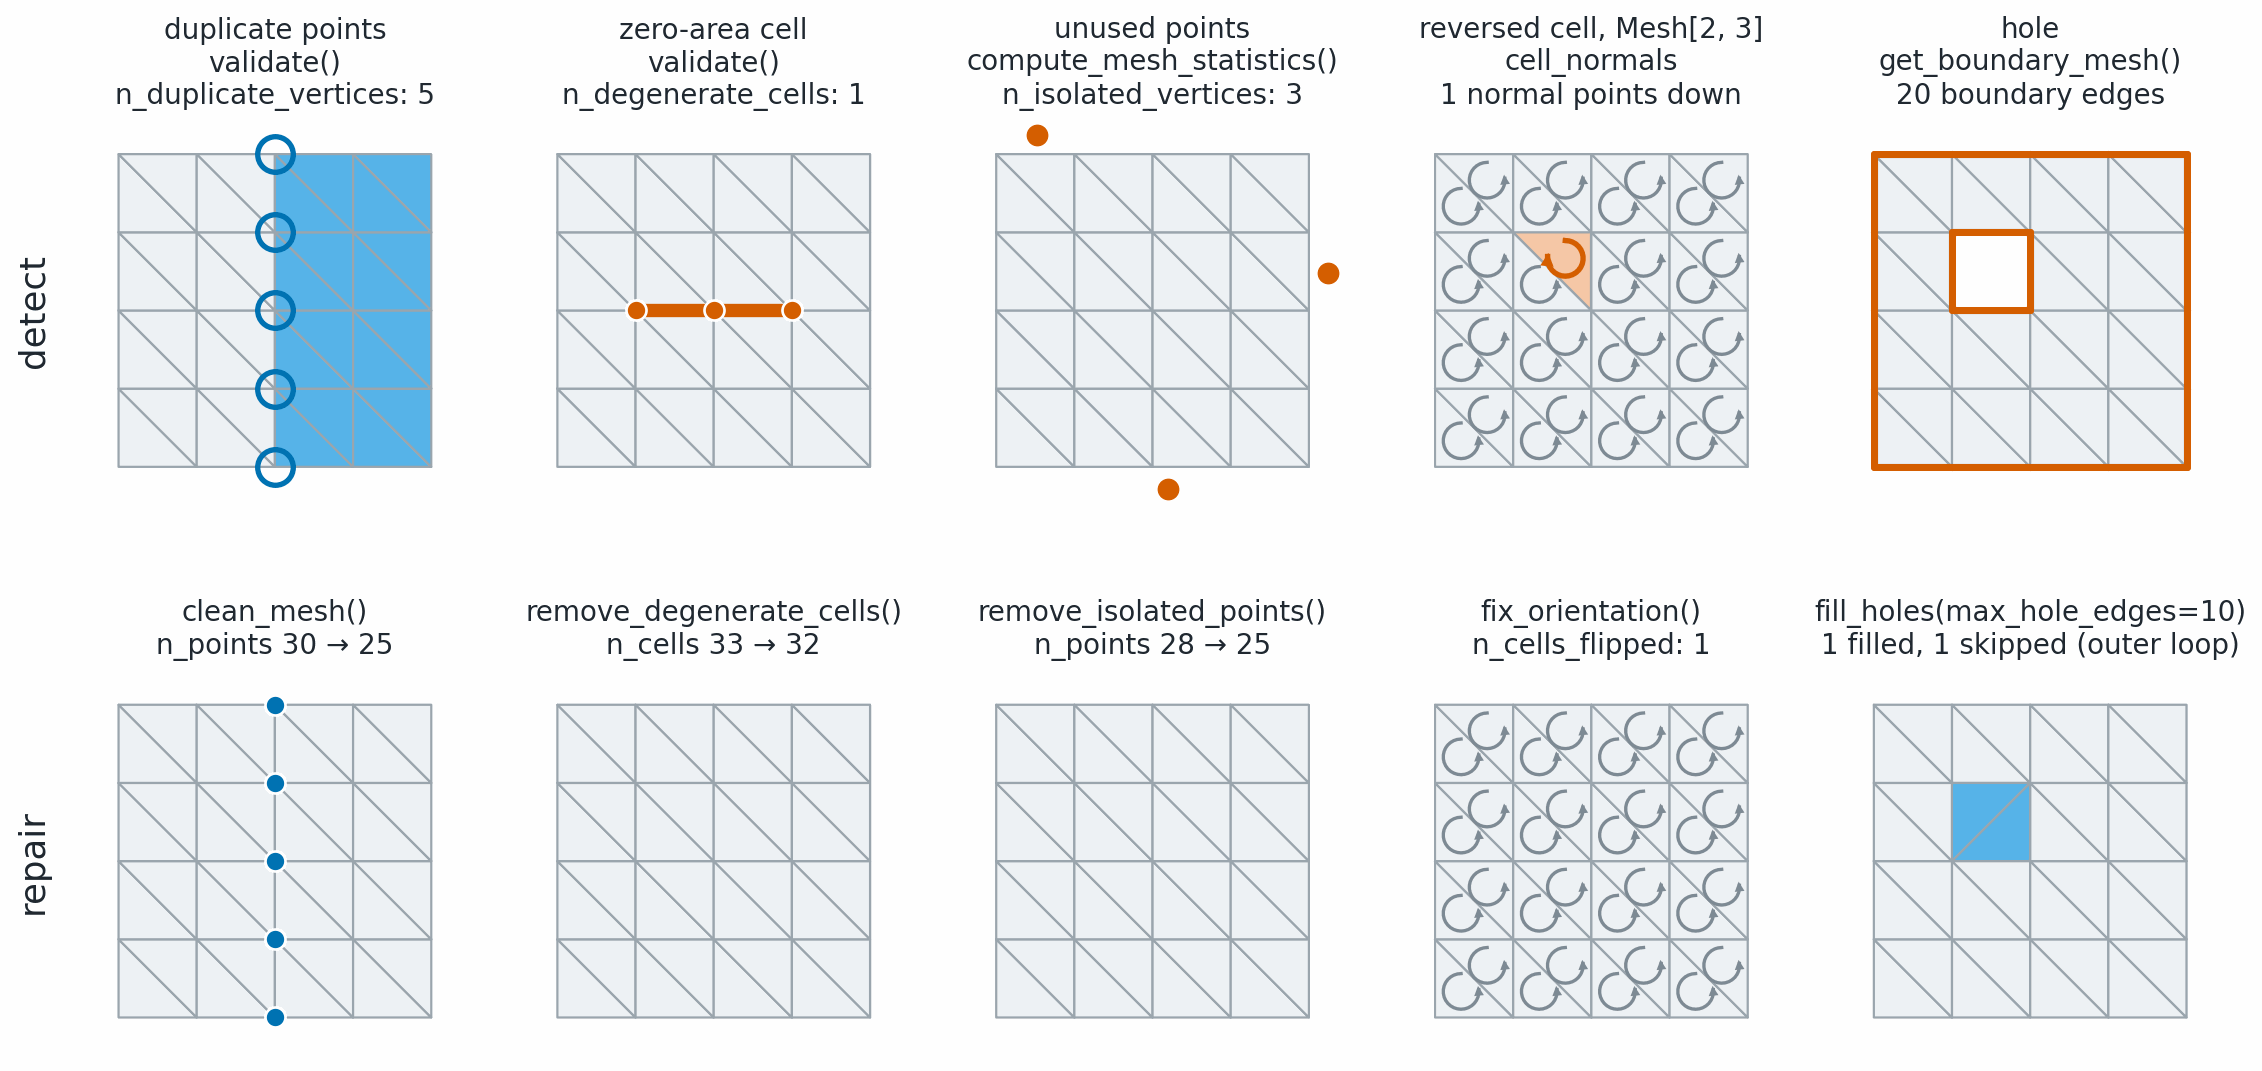 duplicate points
validate()
n_duplicate_vertices: 5
zero-area cell
validate()
n_degenerate_cells: 1
unused points
compute_mesh_statistics()
n_isolated_vertices: 3
reversed cell, Mesh[2, 3]
cell_normals
1 normal points down
hole
get_boundary_mesh()
20 boundary edges
detect
clean_mesh()
n_points 30 → 25
remove_degenerate_cells()
n_cells 33 → 32
remove_isolated_points()
n_points 28 → 25
fix_orientation()
n_cells_flipped: 1
fill_holes(max_hole_edges=10)
1 filled, 1 skipped (outer loop)
repair